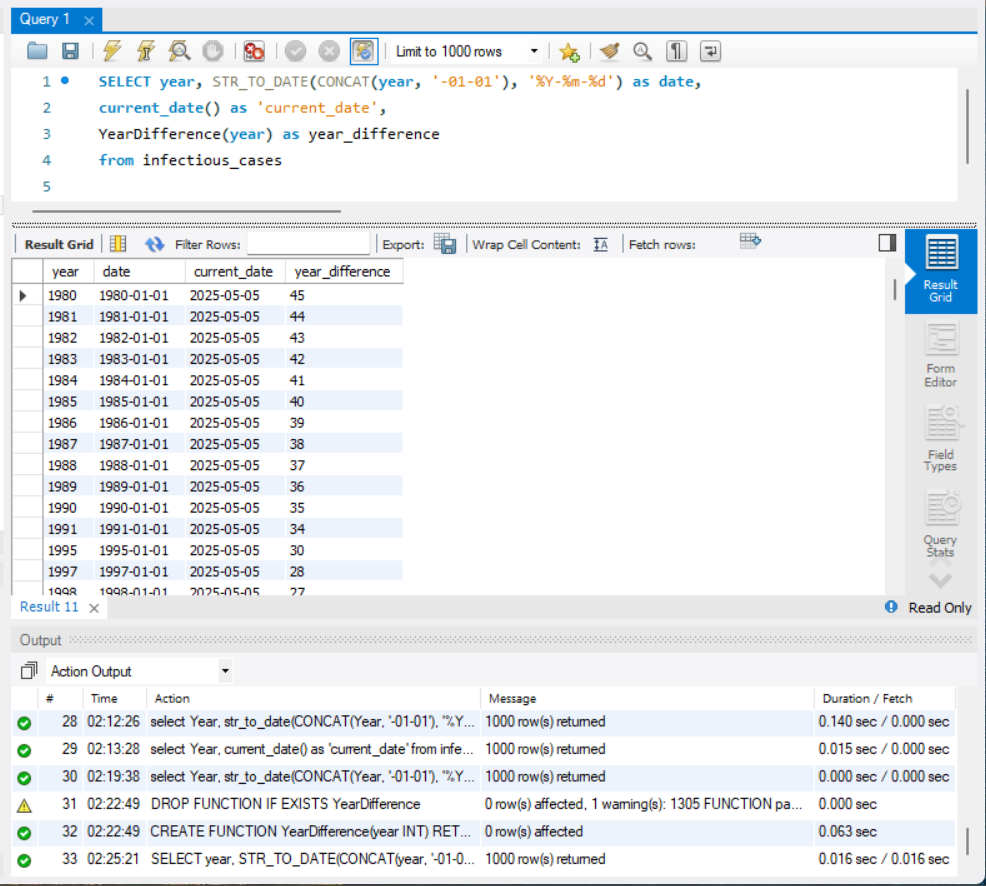 Query 1
Limit to 1000 rows
1 SELECT year, STR_TO_DATE(CONCAT(year, '-01-01'), '%Y-%m-%d') as date,
2 current_date() as 'current_date',
3 YearDifference(year) as year_difference
4 from infectious_cases
5
Result Grid Filter Rows: Export: Wrap Cell Content: Fetch rows:
year date current_date year_difference
1980 1980-01-01 2025-05-05 45
1981 1981-01-01 2025-05-05 44
1982 1982-01-01 2025-05-05 43
1983 1983-01-01 2025-05-05 42
1984 1984-01-01 2025-05-05 41
1985 1985-01-01 2025-05-05 40
1986 1986-01-01 2025-05-05 39
1987 1987-01-01 2025-05-05 38
1988 1988-01-01 2025-05-05 37
1989 1989-01-01 2025-05-05 36
1990 1990-01-01 2025-05-05 35
1991 1991-01-01 2025-05-05 34
1995 1995-01-01 2025-05-05 30
1997 1997-01-01 2025-05-05 28
1998 1998-01-01 2025-05-05 27
Result
Grid
Form
Editor
Field
Types
Query
Stats
Result 11 Read Only
Output
Action Output
# Time Action Message Duration / Fetch
28 02:12:26 select Year, str_to_date(CONCAT(Year, '-01-01'), '%Y... 1000 row(s) returned 0.140 sec / 0.000 sec
29 02:13:28 select Year, current_date() as 'current_date' from infe... 1000 row(s) returned 0.015 sec / 0.000 sec
30 02:19:38 select Year, str_to_date(CONCAT(Year, '-01-01'), '%Y... 1000 row(s) returned 0.000 sec / 0.000 sec
31 02:22:49 DROP FUNCTION IF EXISTS YearDifference 0 row(s) affected, 1 warning(s): 1305 FUNCTION pa... 0.000 sec
32 02:22:49 CREATE FUNCTION YearDifference(year INT) RET... 0 row(s) affected 0.063 sec
33 02:25:21 SELECT year, STR_TO_DATE(CONCAT(year, '-01-0... 1000 row(s) returned 0.016 sec / 0.016 sec